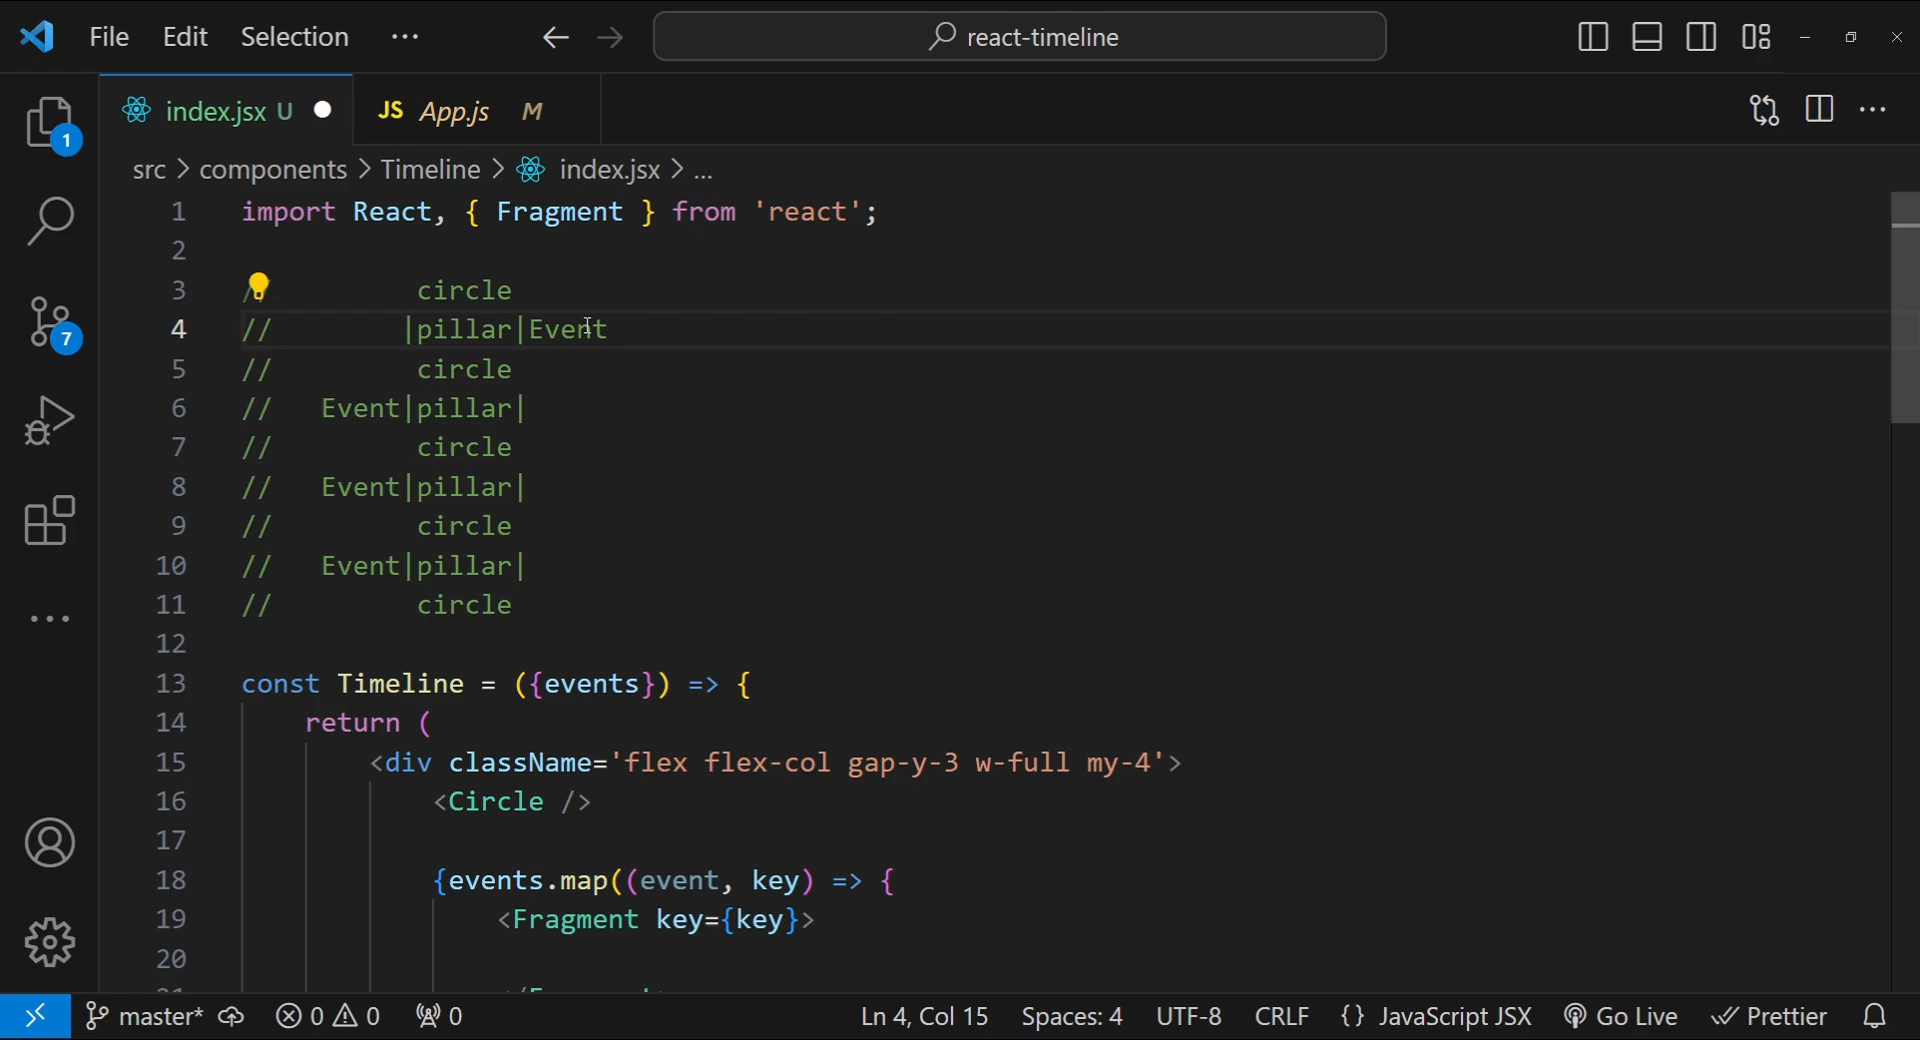 File Edit Selection ··· react-timeline
index.jsx U JS App.js M
src > components > Timeline > index.jsx > ...
1 import React, { Fragment } from 'react';
2
3 // circle
4 // |pillar|Event
5 // circle
6 // Event|pillar|
7 // circle
8 // Event|pillar|
9 // circle
10 // Event|pillar|
11 // circle
12
13 const Timeline = ({events}) => {
14 return (
15 <div className='flex flex-col gap-y-3 w-full my-4'>
16 <Circle />
17
18 {events.map((event, key) => {
19 <Fragment key={key}>
20
1
7
master* 0 0 0 Ln 4, Col 15 Spaces: 4 UTF-8 CRLF {} JavaScript JSX Go Live Prettier